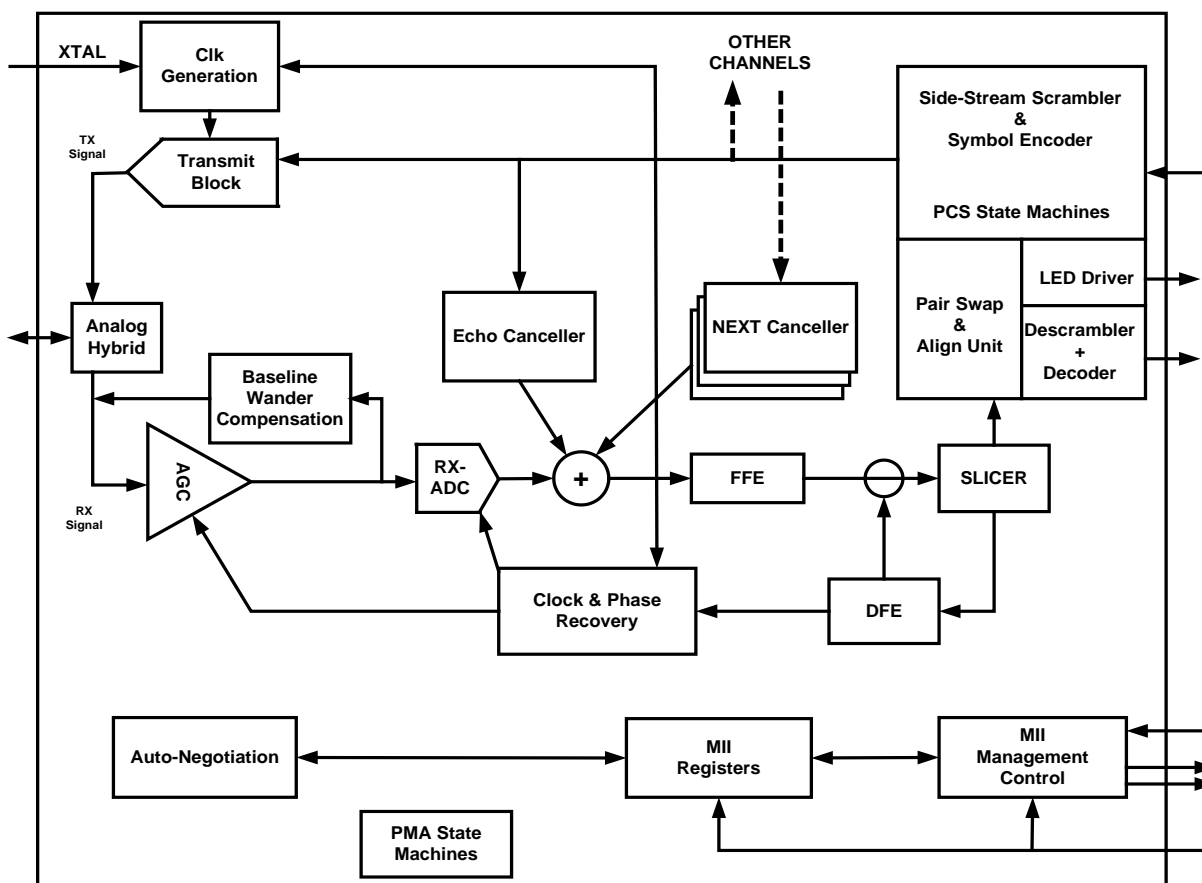 XTAL
Clk
Generation
OTHER
CHANNELS
Side-Stream Scrambler
&
Symbol Encoder
PCS State Machines
TX
Signal
Transmit
Block
Analog
Hybrid
Echo Canceller
NEXT Canceller
Pair Swap
&
Align Unit
LED Driver
Descrambler
+
Decoder
Baseline
Wander
Compensation
AGC
RX-
ADC
+
FFE
SLICER
RX
Signal
Clock & Phase
Recovery
DFE
Auto-Negotiation
MII
Registers
MII
Management
Control
PMA State
Machines